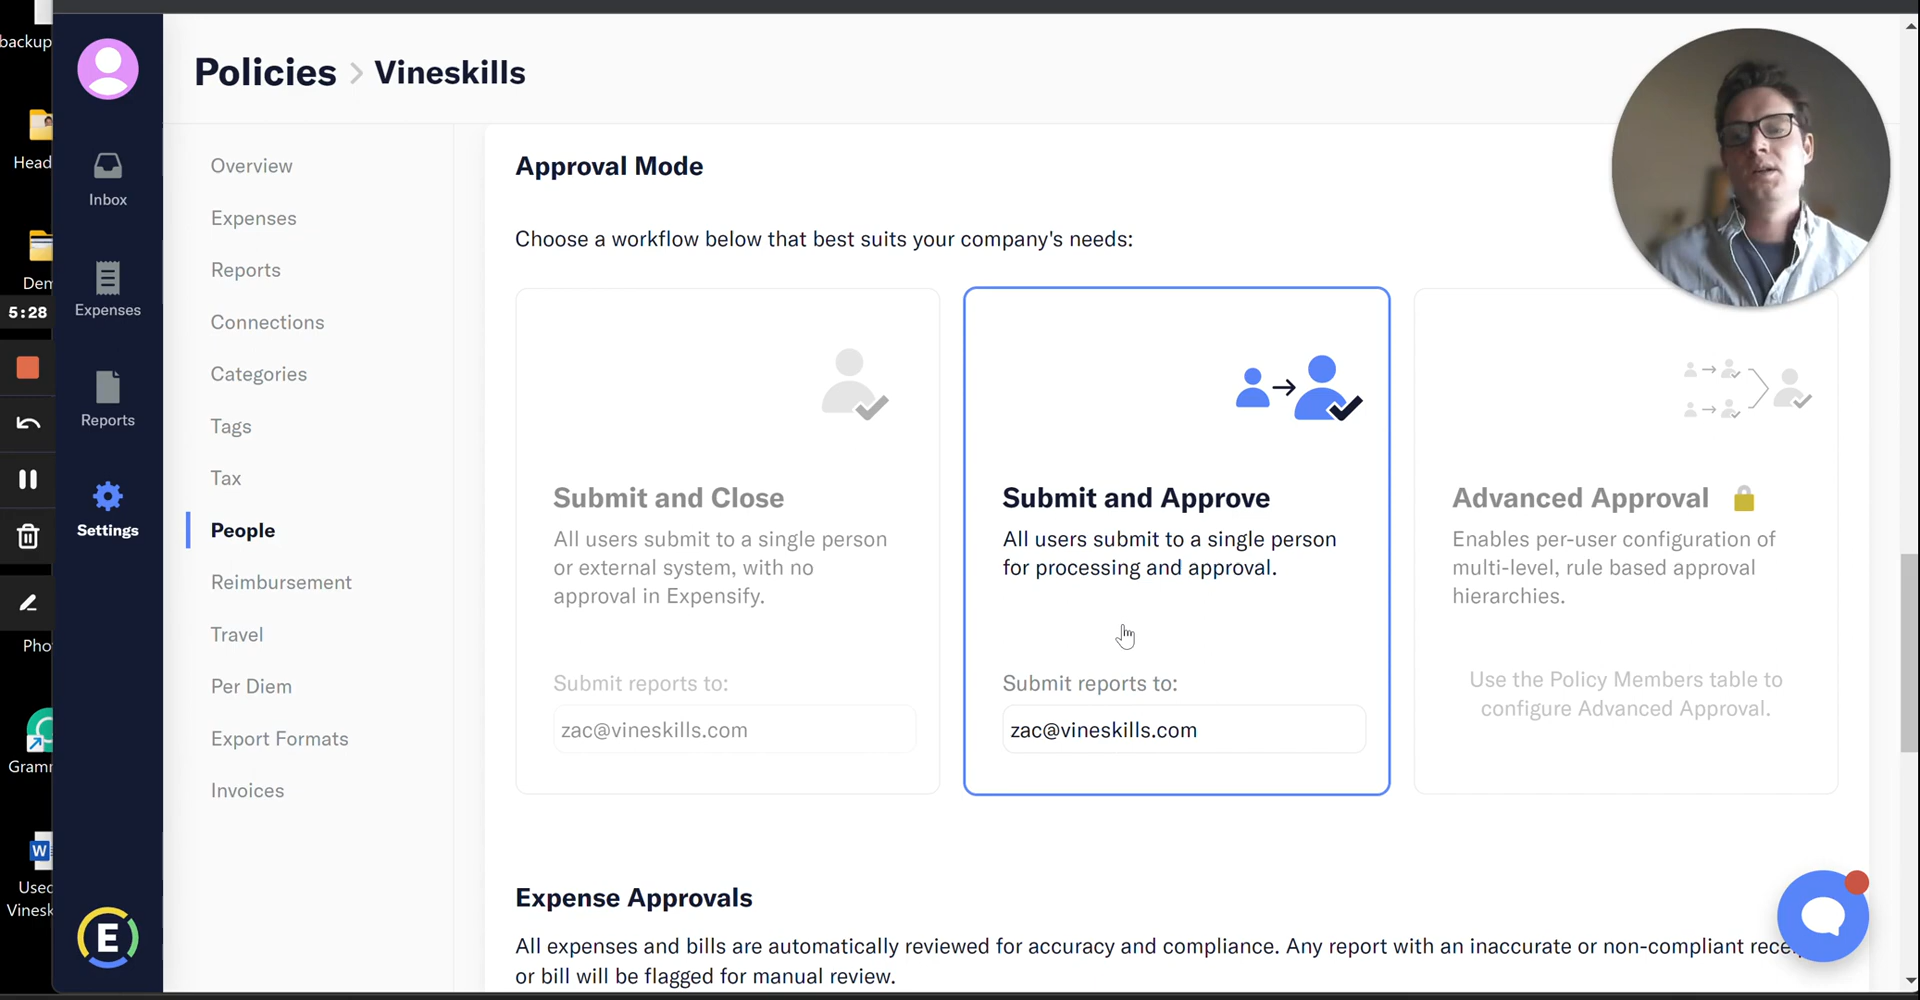 backup
Head
Dem
5:28
Pho
Gramm
W
Used
Vinesk
Inbox
Expenses
Reports
Settings
E
Policies > Vineskills
Overview
Expenses
Reports
Connections
Categories
Tags
Tax
People
Reimbursement
Travel
Per Diem
Export Formats
Invoices
Approval Mode
Choose a workflow below that best suits your company's needs:
Submit and Close
All users submit to a single person
or external system, with no
approval in Expensify.
Submit reports to:
zac@vineskills.com
Submit and Approve
All users submit to a single person
for processing and approval.
Submit reports to:
zac@vineskills.com
Advanced Approval
Enables per-user configuration of
multi-level, rule based approval
hierarchies.
Use the Policy Members table to
configure Advanced Approval.
Expense Approvals
All expenses and bills are automatically reviewed for accuracy and compliance. Any report with an inaccurate or non-compliant
or bill will be flagged for manual review.